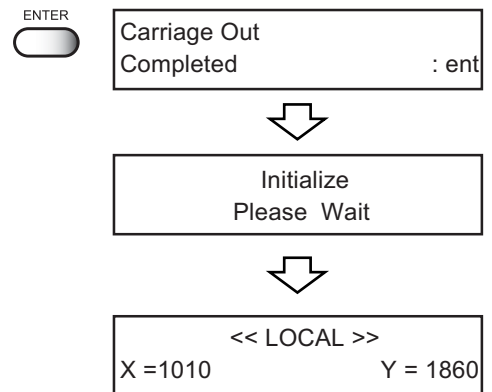 ENTER
Carriage Out
Completed : ent
Initialize
Please Wait
<< LOCAL >>
X =1010 Y = 1860